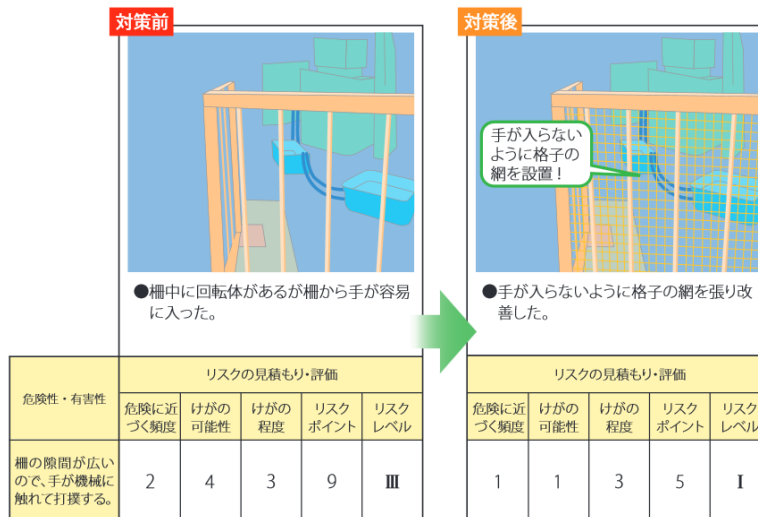 対策前
対策後
手が入らない
ように格子の
網を設置！
●柵中に回転体があるが柵から手が容易
に入った。
●手が入らないように格子の網を張り改
善した。
危険性・有害性
リスクの見積もり・評価
危険に近
づく頻度
けがの
可能性
けがの
程度
リスク
ポイント
リスク
レベル
柵の隙間が広い
ので、手が機械に
触れて打撲する。
2
4
3
9
Ⅲ
リスクの見積もり・評価
危険に近
づく頻度
けがの
可能性
けがの
程度
リスク
ポイント
リスク
レベル
1
1
3
5
Ⅰ